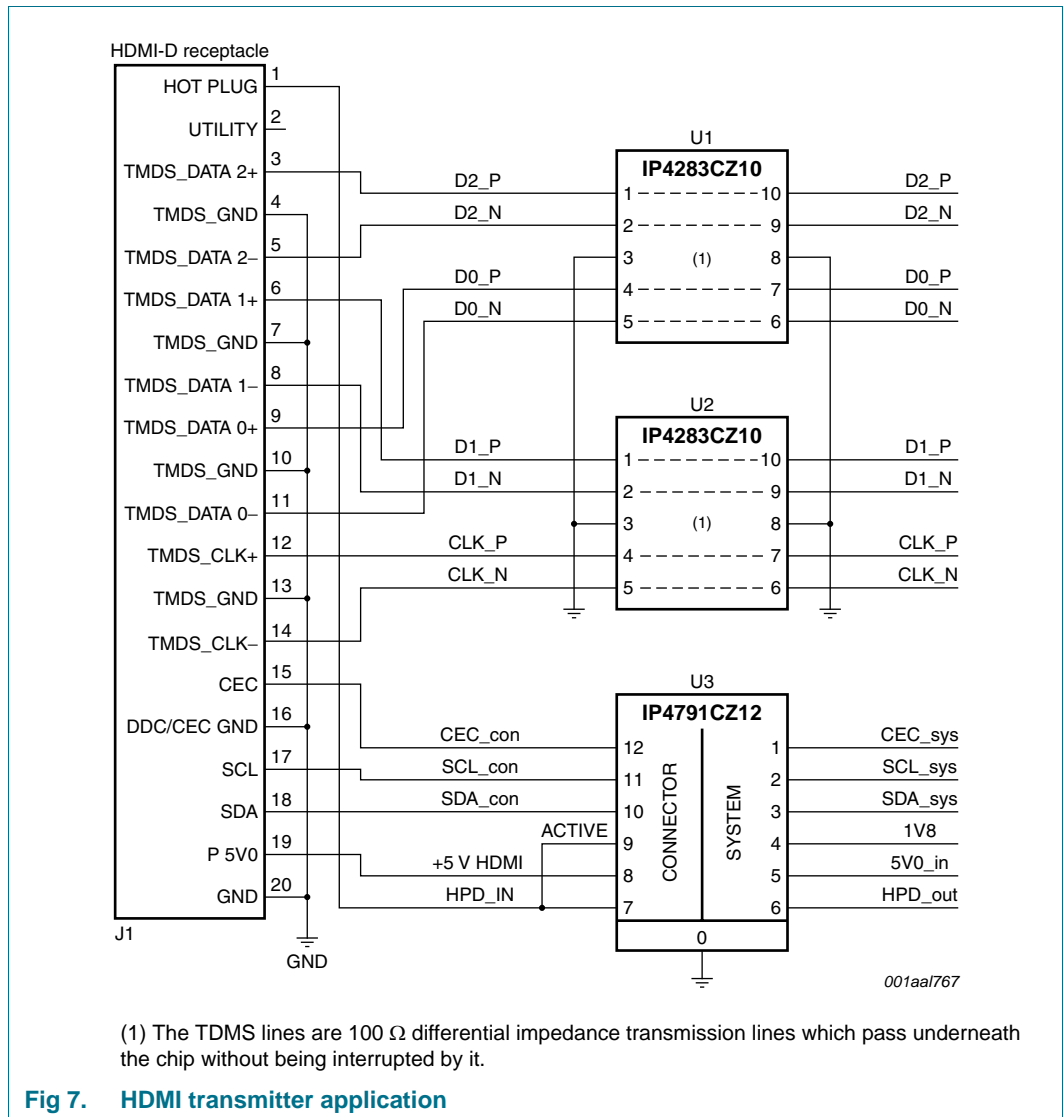 HDMI-D receptacle
HOT PLUG 1
UTILITY 2
TMDS_DATA 2+ 3
TMDS_GND 4
TMDS_DATA 2− 5
TMDS_DATA 1+ 6
TMDS_GND 7
TMDS_DATA 1− 8
TMDS_DATA 0+ 9
TMDS_GND 10
TMDS_DATA 0− 11
TMDS_CLK+ 12
TMDS_GND 13
TMDS_CLK− 14
CEC 15
DDC/CEC GND 16
SCL 17
SDA 18
P 5V0 19
GND 20
J1
GND
U1
IP4283CZ10
D2_P 1 10 D2_P
D2_N 2 9 D2_N
3 (1) 8
D0_P 4 7 D0_P
D0_N 5 6 D0_N
U2
IP4283CZ10
D1_P 1 10 D1_P
D1_N 2 9 D1_N
3 (1) 8
CLK_P 4 7 CLK_P
CLK_N 5 6 CLK_N
U3
IP4791CZ12
CEC_con 12 1 CEC_sys
SCL_con 11 2 SCL_sys
SDA_con 10 3 SDA_sys
ACTIVE 9 4 1V8
+5 V HDMI 8 5 5V0_in
HPD_IN 7 6 HPD_out
CONNECTOR
SYSTEM
0
001aal767
(1) The TDMS lines are 100 Ω differential impedance transmission lines which pass underneath
the chip without being interrupted by it.
Fig 7. HDMI transmitter application